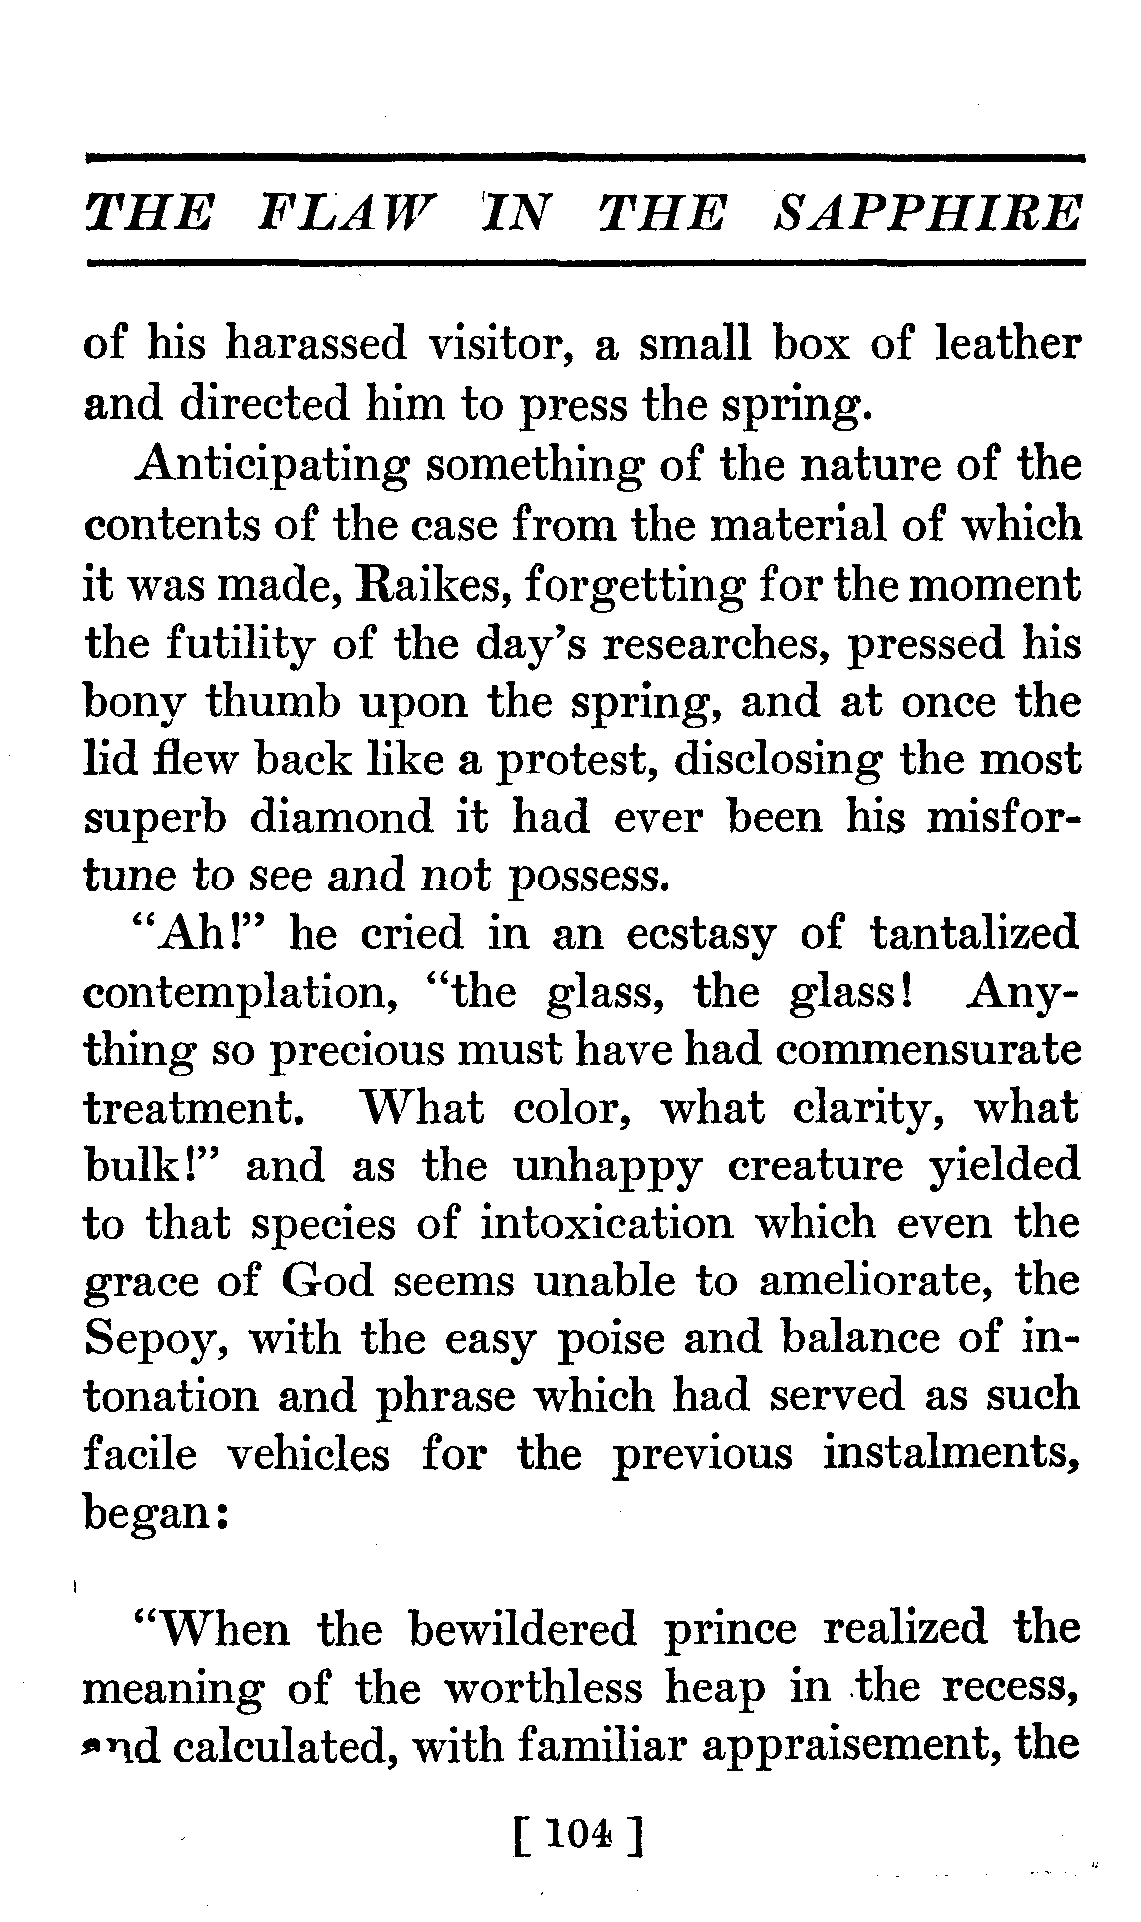 THE FLAW IN THE SAPPHIRE
of his harassed visitor, a small box of leather
and directed him to press the spring.
Anticipating something of the nature of the
contents of the case from the material of which
it was made, Raikes, forgetting for the moment
the futility of the day's researches, pressed his
bony thumb upon the spring, and at once the
lid flew back like a protest, disclosing the most
superb diamond it had ever been his misfor-
tune to see and not possess.
“Ah!” he cried in an ecstasy of tantalized
contemplation, “the glass, the glass! Any-
thing so precious must have had commensurate
treatment. What color, what clarity, what
bulk!” and as the unhappy creature yielded
to that species of intoxication which even the
grace of God seems unable to ameliorate, the
Sepoy, with the easy poise and balance of in-
tonation and phrase which had served as such
facile vehicles for the previous instalments,
began:
“When the bewildered prince realized the
meaning of the worthless heap in the recess,
and calculated, with familiar appraisement, the
[ 104 ]